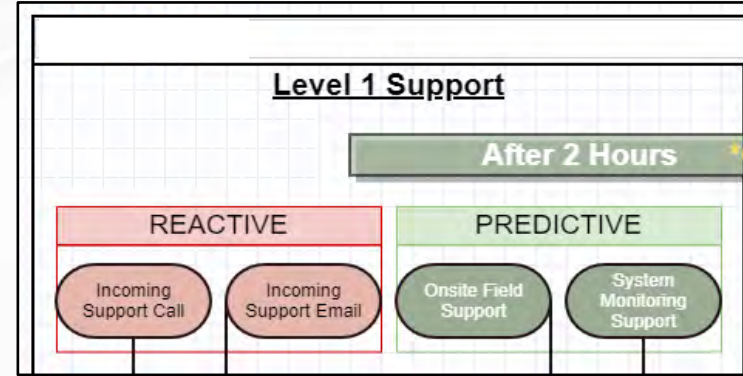 Level 1 Support
After 2 Hours *
REACTIVE
PREDICTIVE
Incoming
Support Call
Incoming
Support Email
Onsite Field
Support
System
Monitoring
Support